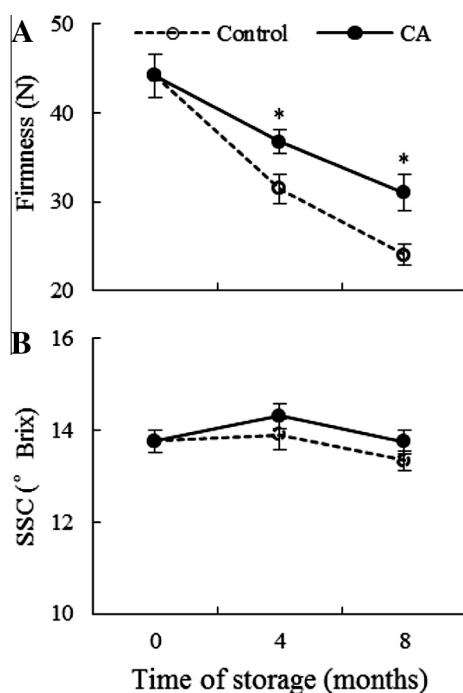 A
50
Control
CA
40
*
*
30
20
Firmness (N)
B
16
14
12
10
SSC (° Brix)
0 4 8
Time of storage (months)